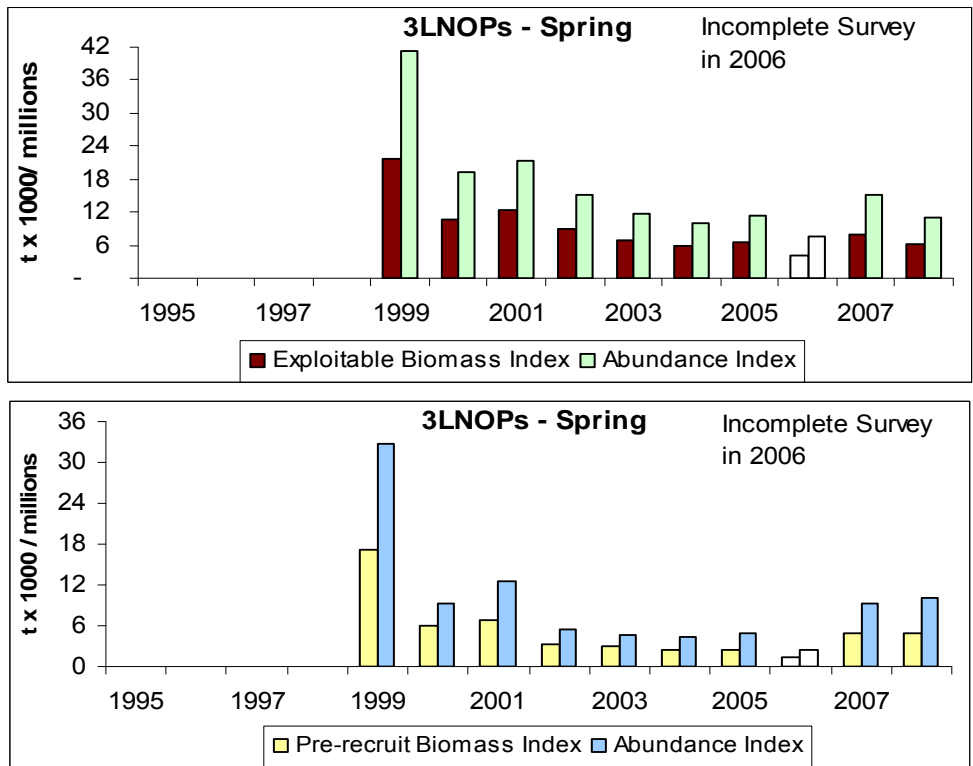 3LNOPs - Spring
Incomplete Survey
in 2006
t x 1000/ millions
42
36
30
24
18
12
6
-
1995 1997 1999 2001 2003 2005 2007
Exploitable Biomass Index Abundance Index
3LNOPs - Spring
Incomplete Survey
in 2006
t x 1000 / millions
36
30
24
18
12
6
0
1995 1997 1999 2001 2003 2005 2007
Pre-recruit Biomass Index Abundance Index